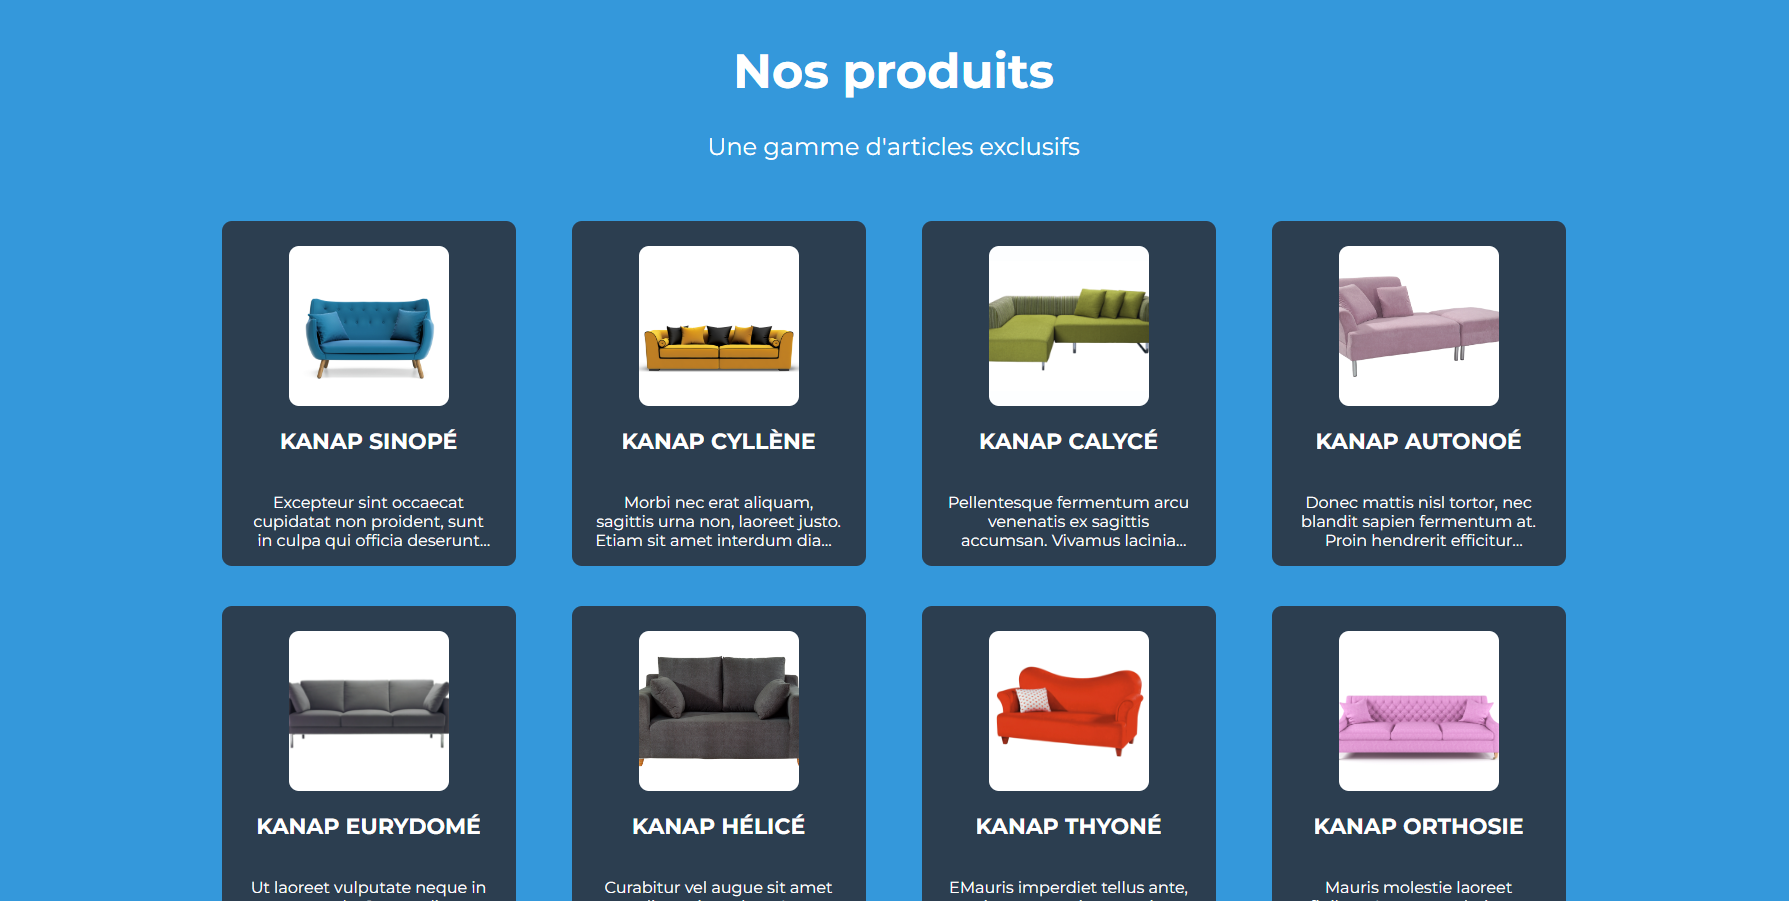 Nos produits
Une gamme d'articles exclusifs
KANAP SINOPÉ
Excepteur sint occaecat
cupidatat non proident, sunt
in culpa qui officia deserunt...
KANAP CYLLÈNE
Morbi nec erat aliquam,
sagittis urna non, laoreet justo.
Etiam sit amet interdum dia...
KANAP CALYCÉ
Pellentesque fermentum arcu
venenatis ex sagittis
accumsan. Vivamus lacinia...
KANAP AUTONOÉ
Donec mattis nisl tortor, nec
blandit sapien fermentum at.
Proin hendrerit efficitur...
KANAP EURYDOMÉ
Ut laoreet vulputate neque in
KANAP HÉLICÉ
Curabitur vel augue sit amet
KANAP THYONÉ
EMauris imperdiet tellus ante,
KANAP ORTHOSIE
Mauris molestie laoreet